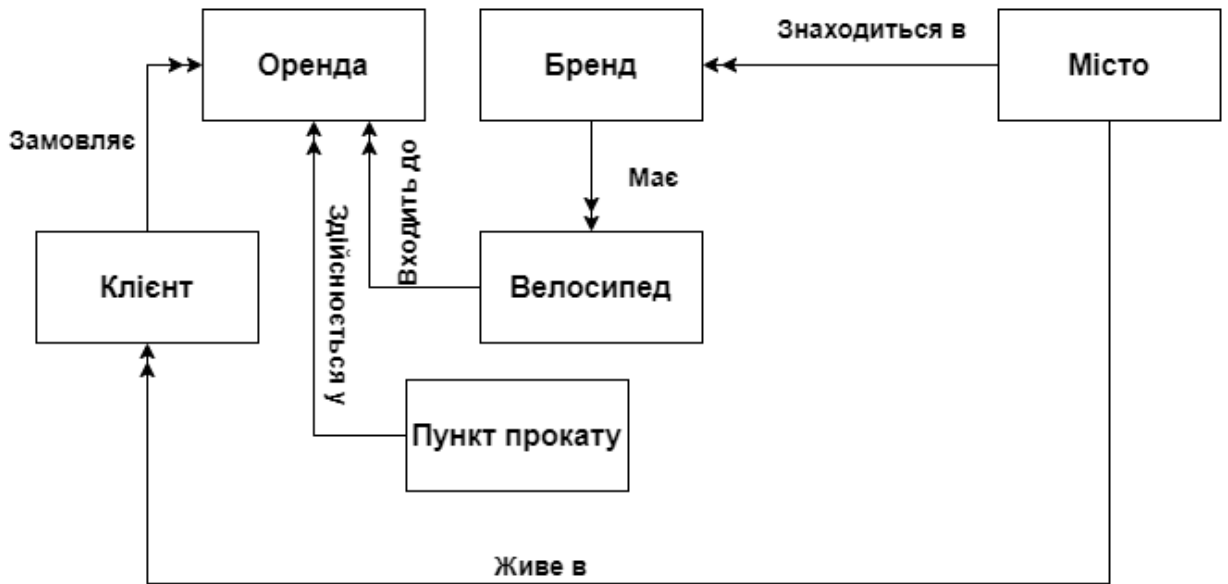 Знаходиться в
Оренда
Бренд
Місто
Замовляє
Здійснюється у
Входить до
Має
Клієнт
Велосипед
Пункт прокату
Живе в